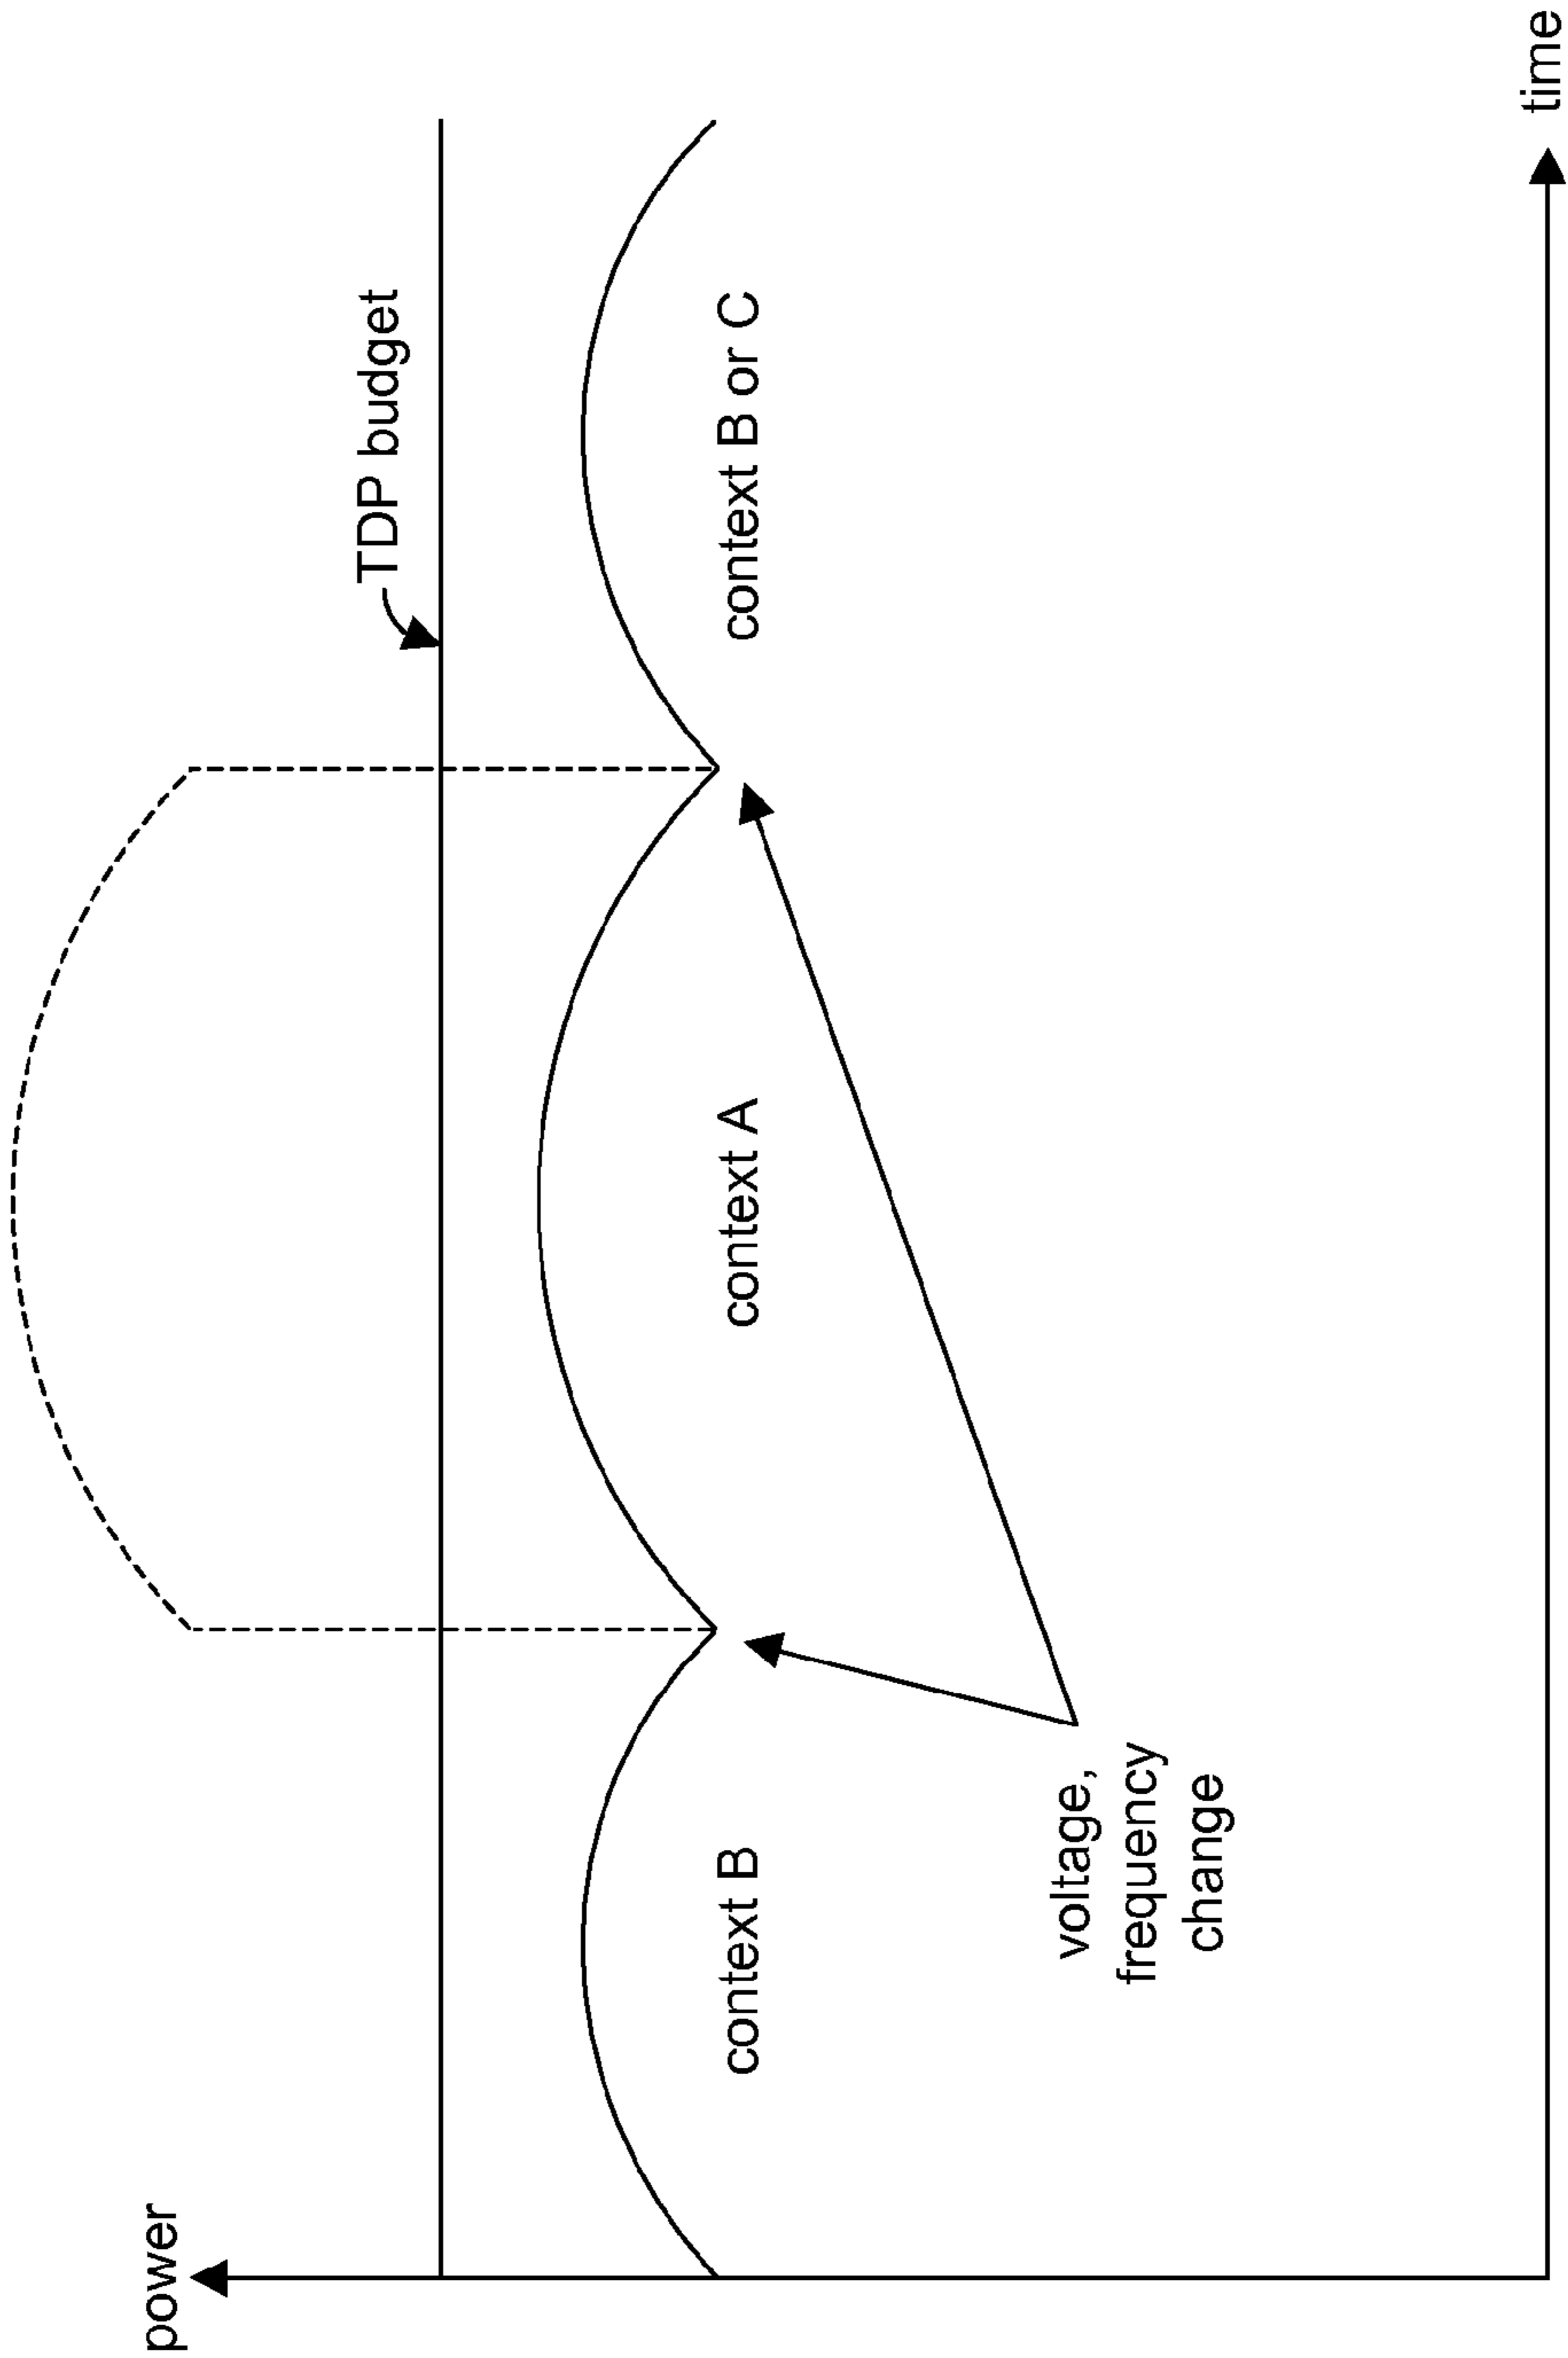 power
TDP budget
context B
context A
context B or C
voltage,
frequency
change
time